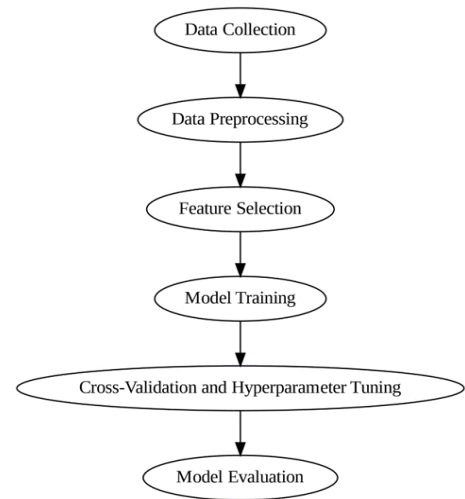 Data Collection
Data Preprocessing
Feature Selection
Model Training
Cross-Validation and Hyperparameter Tuning
Model Evaluation